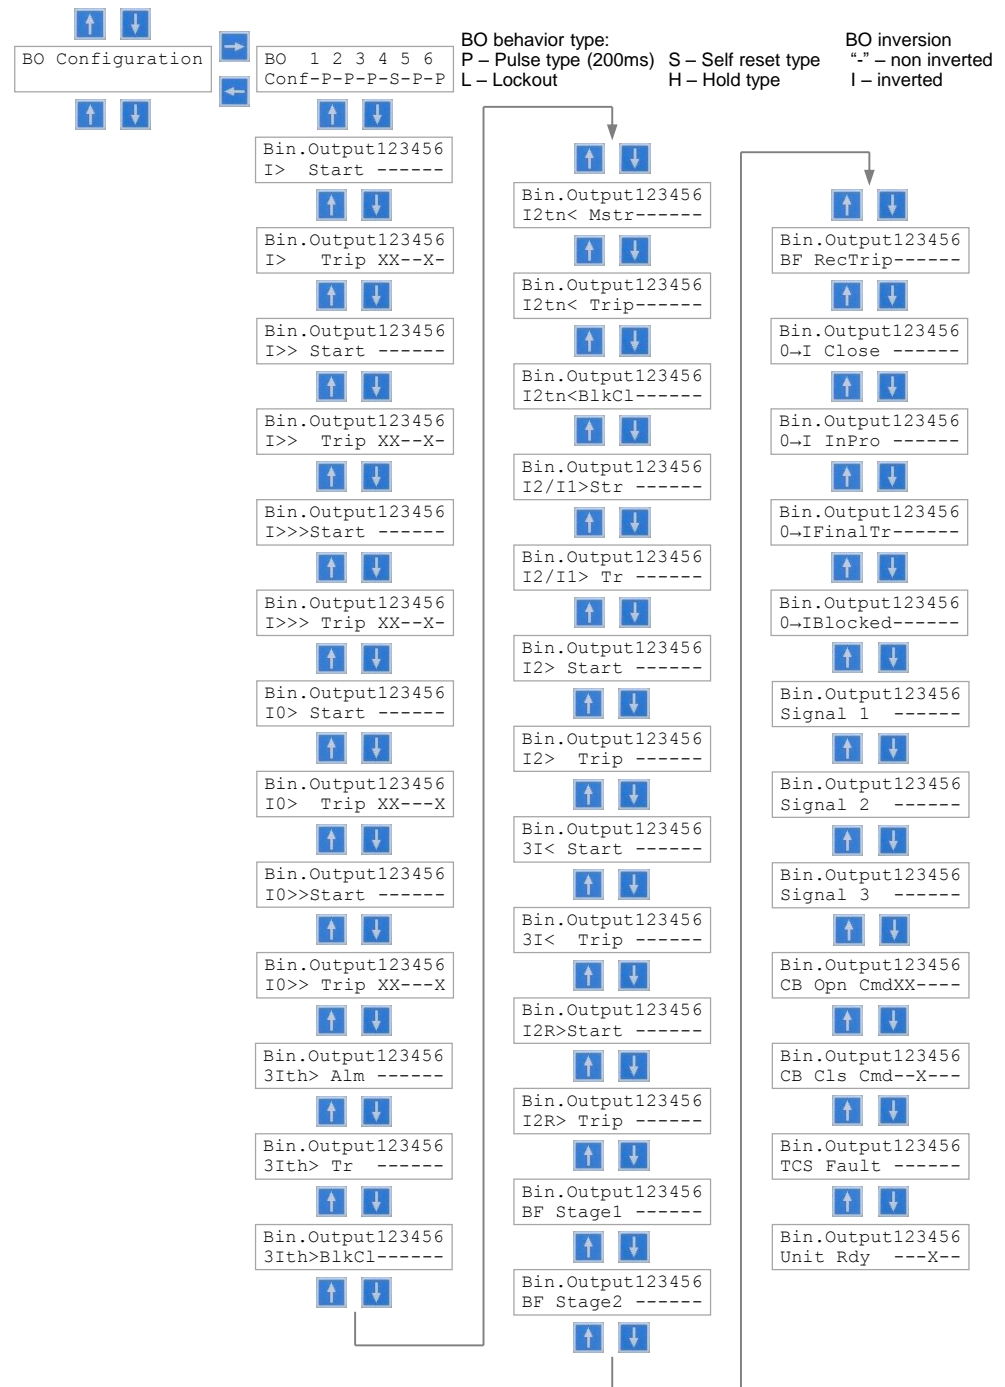 BO Configuration
BO 1 2 3 4 5 6
Conf-P-P-P-S-P-P
BO behavior type:
P – Pulse type (200ms) S – Self reset type
L – Lockout H – Hold type
BO inversion
“-” – non inverted
I – inverted
Bin.Output123456
I> Start ------
Bin.Output123456
I> Trip XX--X-
Bin.Output123456
I>> Start ------
Bin.Output123456
I>> Trip XX--X-
Bin.Output123456
I>>>Start ------
Bin.Output123456
I>>> Trip XX--X-
Bin.Output123456
I0> Start ------
Bin.Output123456
I0> Trip XX---X
Bin.Output123456
I0>>Start ------
Bin.Output123456
I0>> Trip XX---X
Bin.Output123456
3Ith> Alm ------
Bin.Output123456
3Ith> Tr ------
Bin.Output123456
3Ith>BlkCl------
Bin.Output123456
I2tn< Mstr------
Bin.Output123456
I2tn< Trip------
Bin.Output123456
I2tn<BlkCl------
Bin.Output123456
I2/I1>Str ------
Bin.Output123456
I2/I1> Tr ------
Bin.Output123456
I2> Start ------
Bin.Output123456
I2> Trip ------
Bin.Output123456
3I< Start ------
Bin.Output123456
3I< Trip ------
Bin.Output123456
I2R>Start ------
Bin.Output123456
I2R> Trip ------
Bin.Output123456
BF Stage1 ------
Bin.Output123456
BF Stage2 ------
Bin.Output123456
BF RecTrip------
Bin.Output123456
0→I Close ------
Bin.Output123456
0→I InPro ------
Bin.Output123456
0→IFinalTr------
Bin.Output123456
0→IBlocked------
Bin.Output123456
Signal 1 ------
Bin.Output123456
Signal 2 ------
Bin.Output123456
Signal 3 ------
Bin.Output123456
CB Opn CmdXX----
Bin.Output123456
CB Cls Cmd--X---
Bin.Output123456
TCS Fault ------
Bin.Output123456
Unit Rdy ---X--